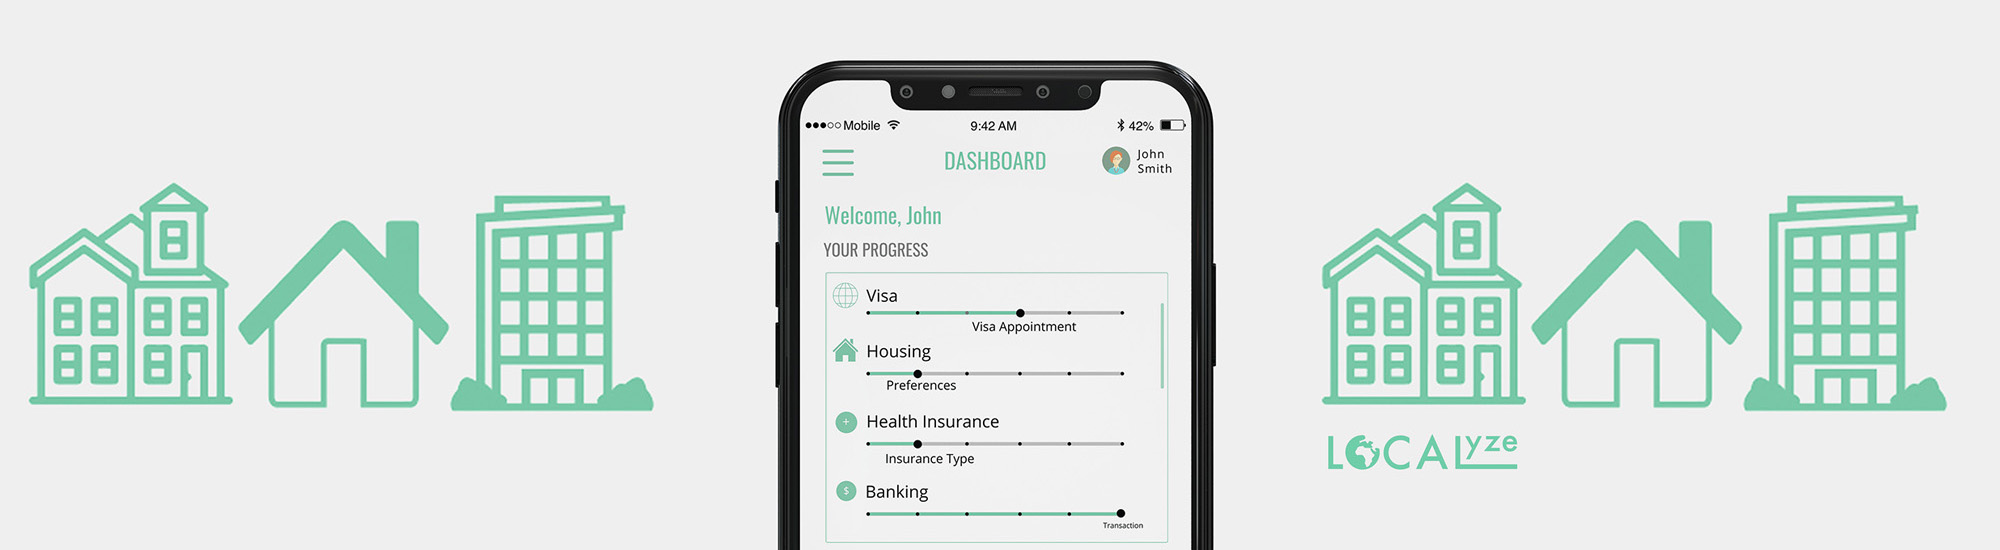 Mobile 9:42 AM 42%
DASHBOARD
John
Smith
Welcome, John
YOUR PROGRESS
Visa
Visa Appointment
Housing
Preferences
Health Insurance
Insurance Type
$ Banking
Transaction
LOCALyze